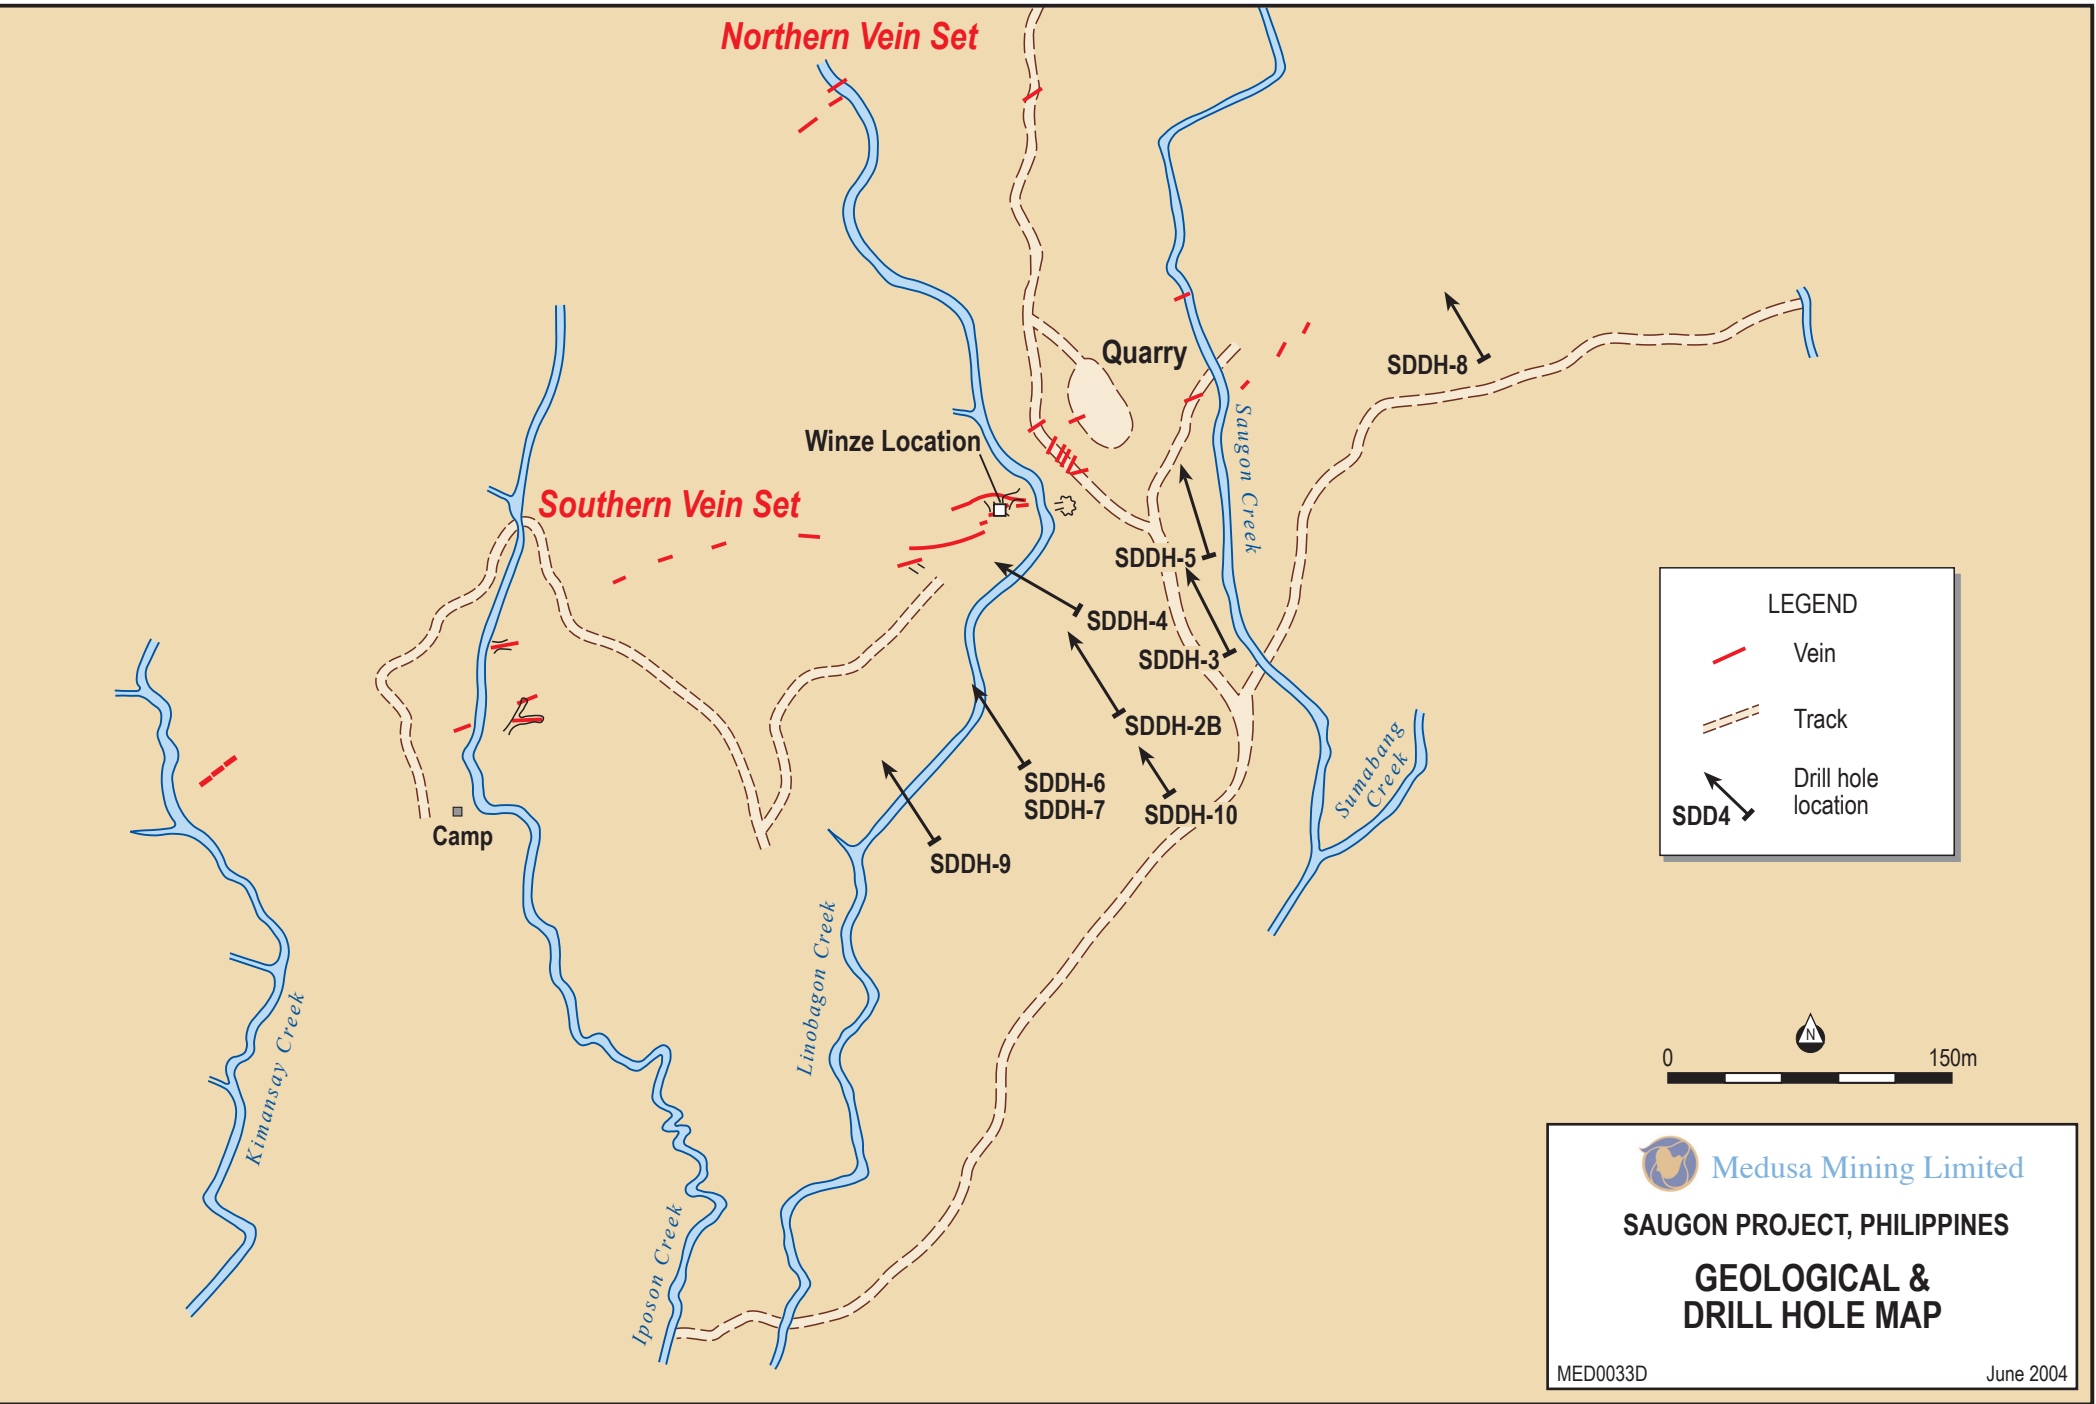 Northern Vein Set
Quarry
SDDH-8
Saugon Creek
Winze Location
Southern Vein Set
SDDH-5
SDDH-4
SDDH-3
SDDH-2B
SDDH-6
SDDH-7
SDDH-10
SDDH-9
Camp
Sumabang
Creek
Linobagon Creek
Kimansay Creek
Iposon Creek
LEGEND
Vein
Track
Drill hole
location
SDD4
N
0 150m
Medusa Mining Limited
SAUGON PROJECT, PHILIPPINES
GEOLOGICAL &
DRILL HOLE MAP
MED0033D June 2004